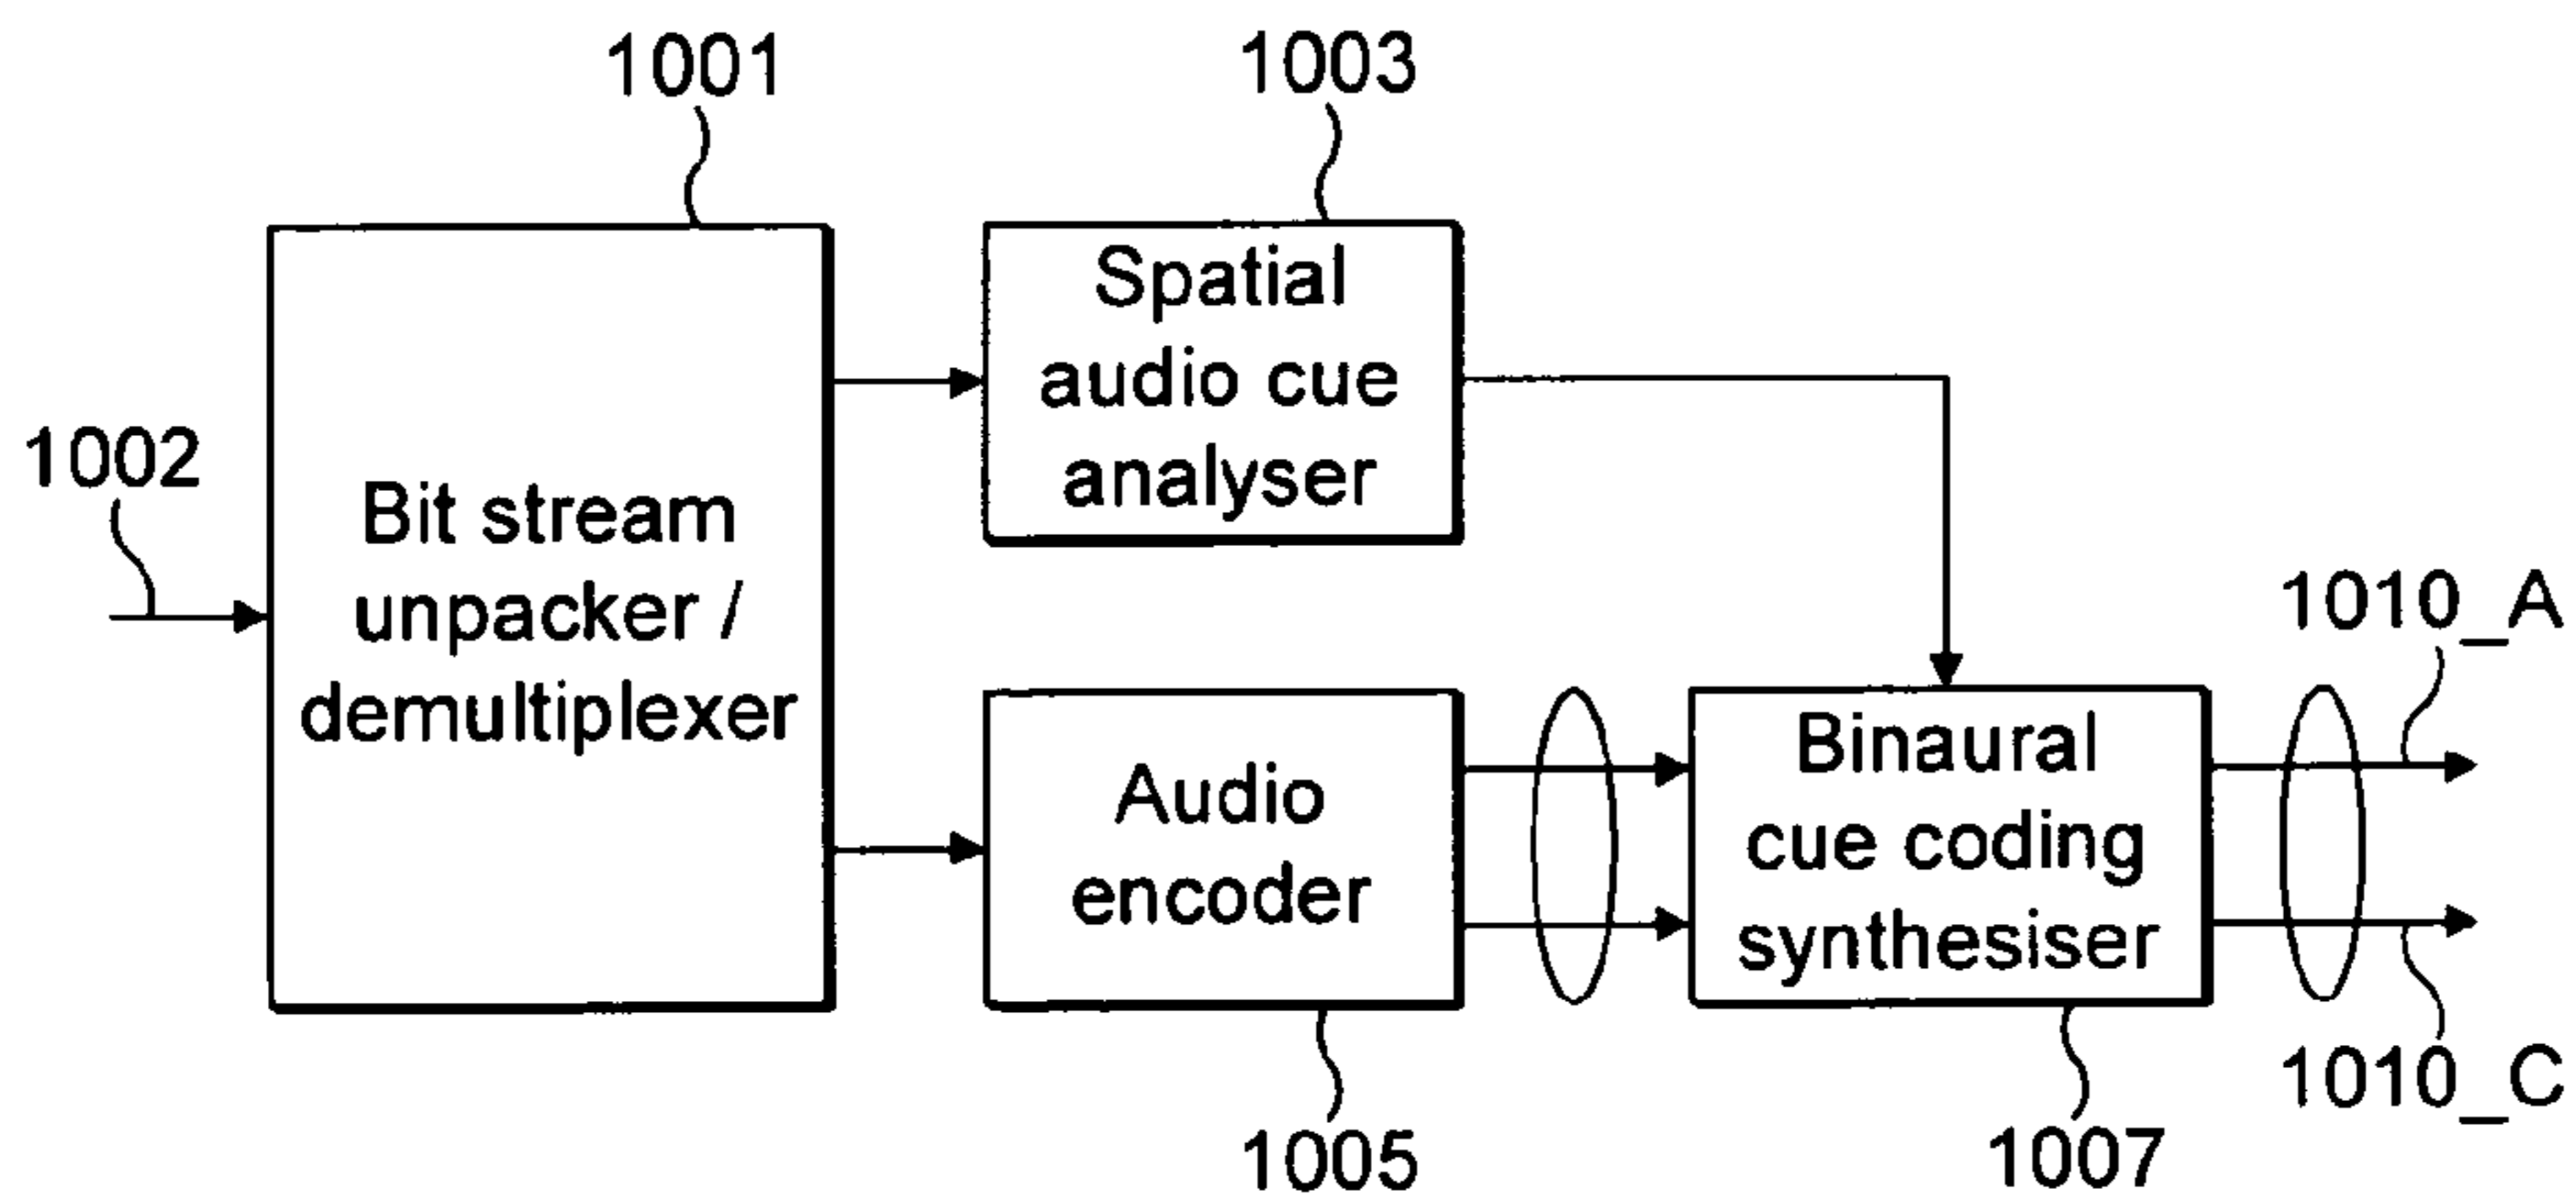 1001
1003
1002
Bit stream
unpacker /
demultiplexer
Spatial
audio cue
analyser
Audio
encoder
1005
Binaural
cue coding
synthesiser
1007
1010_A
1010_C